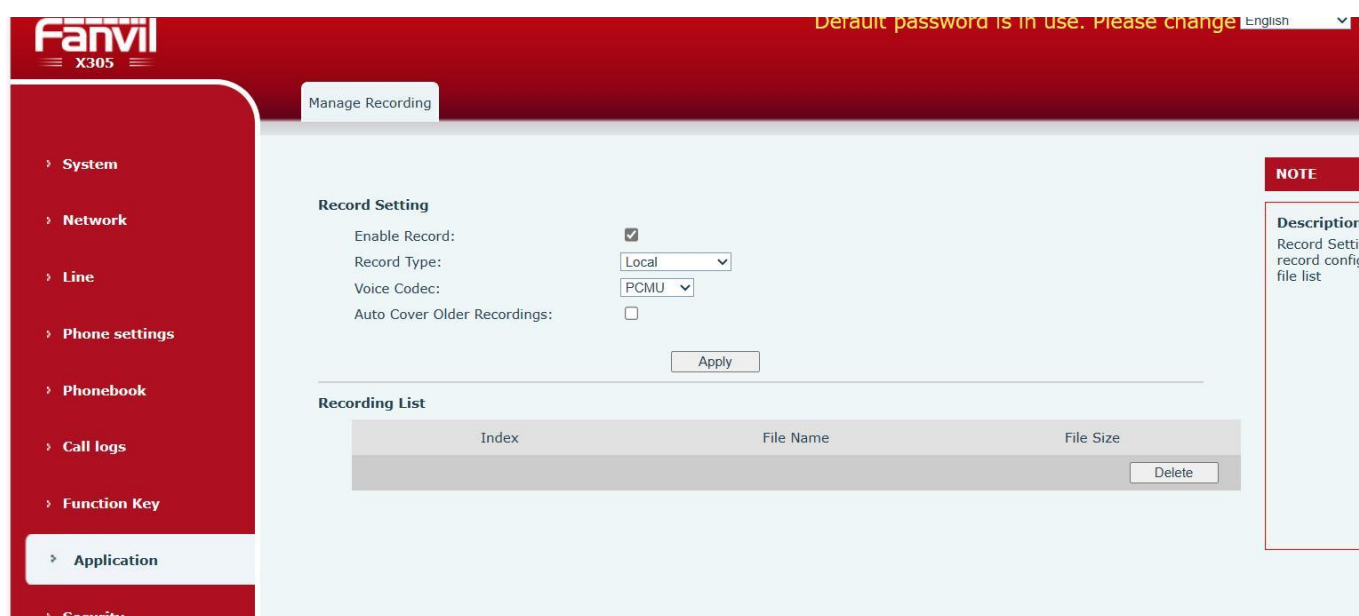 Fanvil
X305
Default password is in use. Please change
English
Manage Recording
System
Network
Line
Phone settings
Phonebook
Call logs
Function Key
Application
Security
Record Setting
Enable Record:
Record Type: Local
Voice Codec: PCMU
Auto Cover Older Recordings:
Apply
Recording List
Index File Name File Size
Delete
NOTE
Description
Record Setti
record config
file list